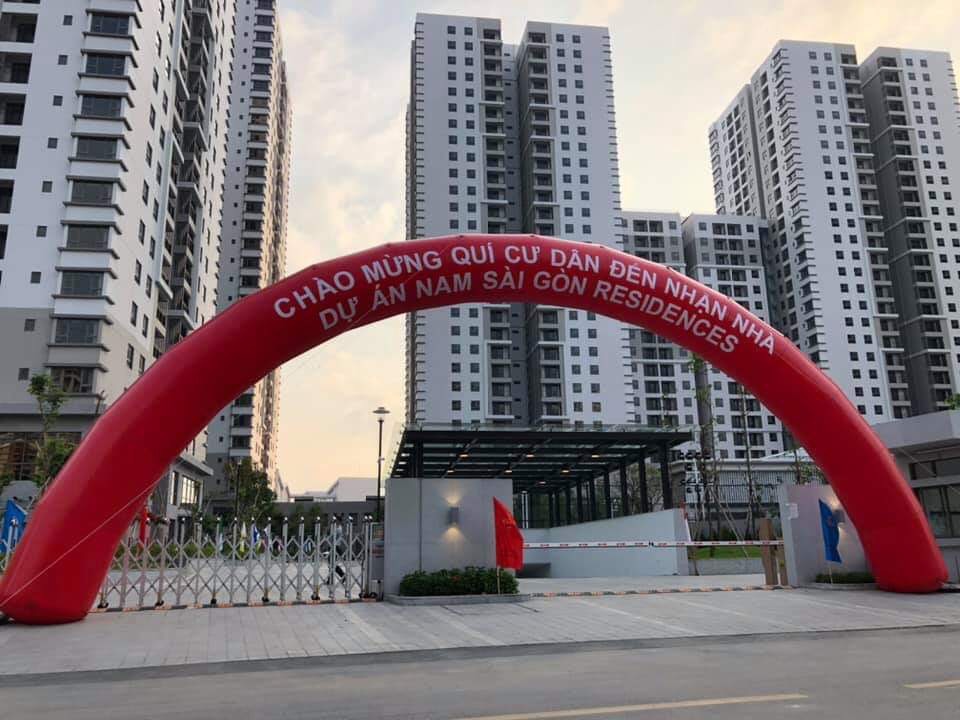 CHÀO MỪNG QUÍ CƯ DÂN ĐẾN NHẬN NHÀ
DỰ ÁN NAM SÀI GÒN RESIDENCES